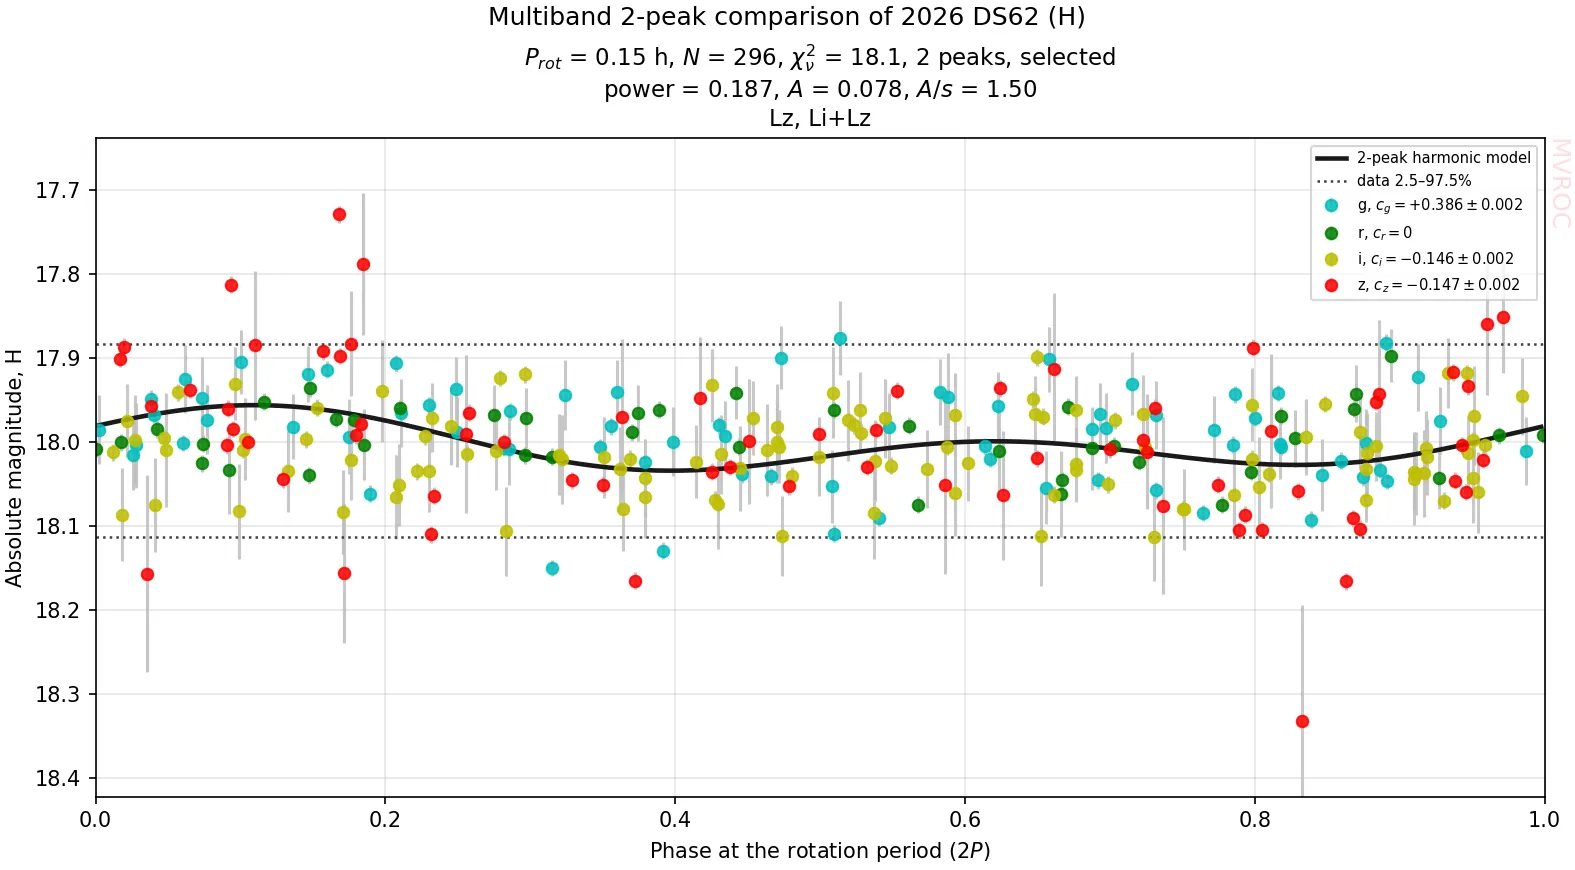 Multiband 2-peak comparison of 2026 DS62 (H)
P_rot = 0.15 h, N = 296, χ²_ν = 18.1, 2 peaks, selected
power = 0.187, A = 0.078, A/s = 1.50
Lz, Li+Lz
2-peak harmonic model
data 2.5–97.5%
g, c_g = +0.386 ± 0.002
r, c_r = 0
i, c_i = −0.146 ± 0.002
z, c_z = −0.147 ± 0.002
MVROC
Absolute magnitude, H
17.7
17.8
17.9
18.0
18.1
18.2
18.3
18.4
0.0 0.2 0.4 0.6 0.8 1.0
Phase at the rotation period (2P)